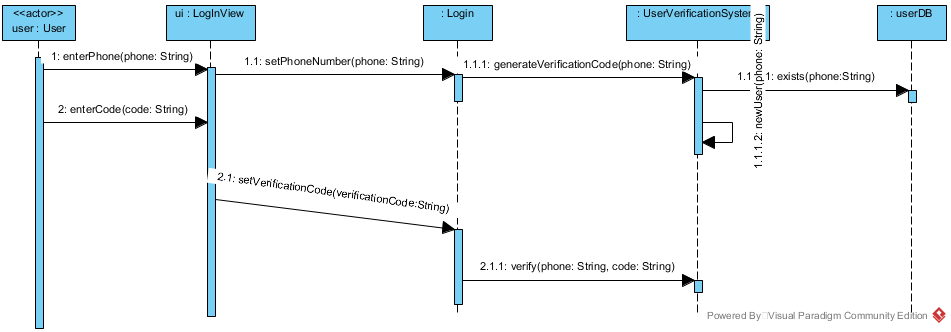 <<actor>>
user : User
ui : LogInView
: Login
: UserVerificationSystem
: userDB
1: enterPhone(phone: String)
1.1: setPhoneNumber(phone: String)
1.1.1: generateVerificationCode(phone: String)
1.1.1.1: exists(phone:String)
1.1.1.2: newUser(phone: String)
2: enterCode(code: String)
2.1: setVerificationCode(verificationCode:String)
2.1.1: verify(phone: String, code: String)
Powered By Visual Paradigm Community Edition